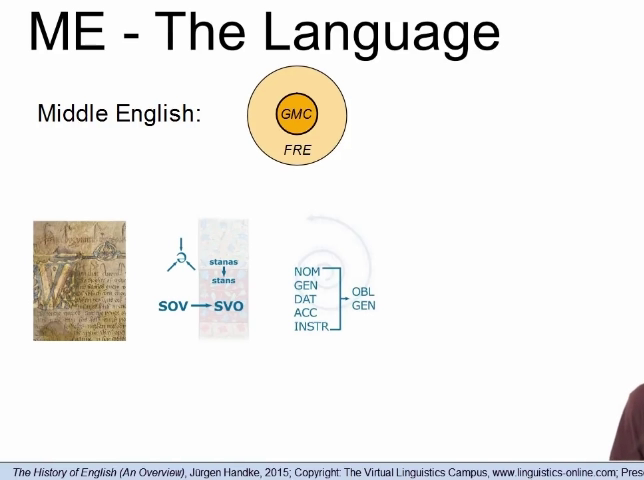 ME - The Language
Middle English:
GMC
FRE
ə
stanas
stans
SOV
SVO
NOM
GEN
DAT
ACC
INSTR
OBL
GEN
The History of English (An Overview), Jürgen Handke, 2015; Copyright: The Virtual Linguistics Campus, www.linguistics-online.com; Pres